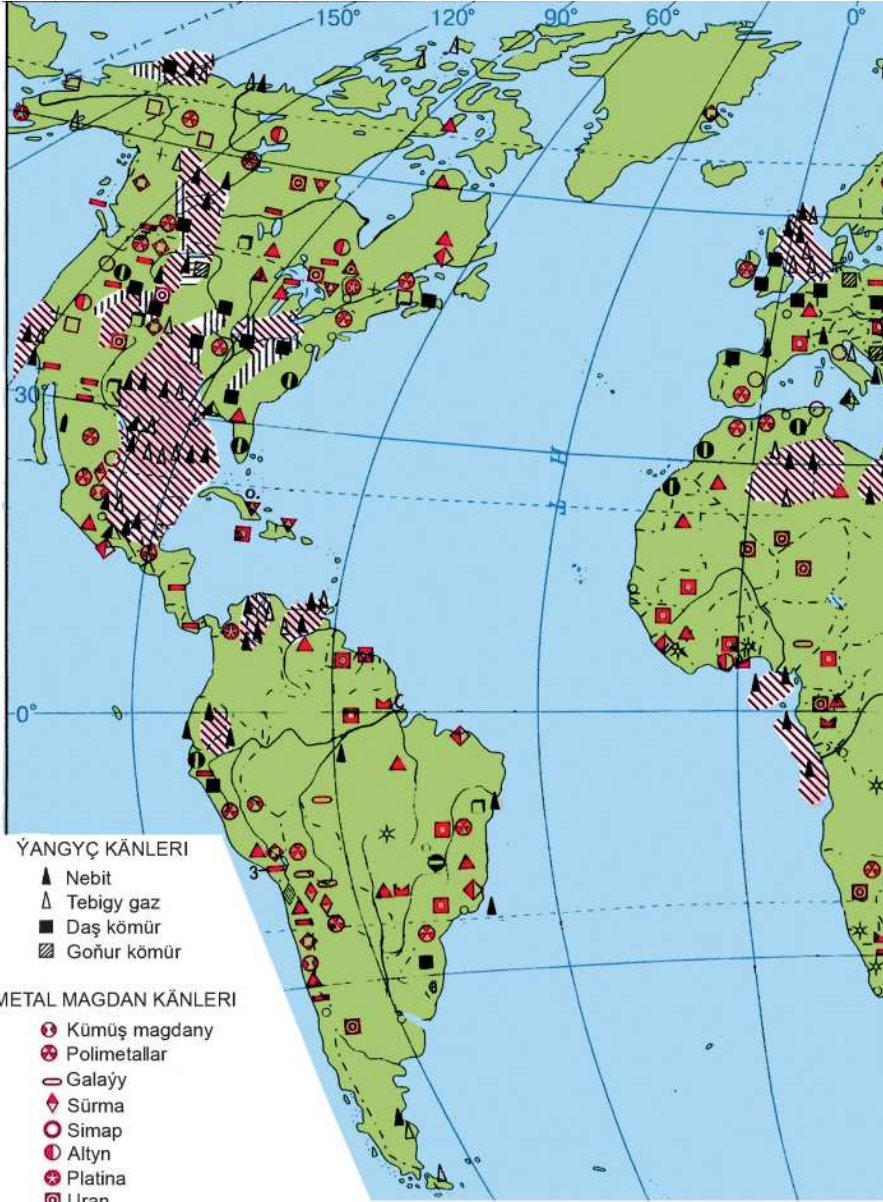 150° 120° 90° 60° 0°
30°
H
T
0°
3
ÝANGYÇ KÄNLERI
Nebit
Tebigy gaz
Daş kömür
Goňur kömür
METAL MAGDAN KÄNLERI
Kümüş magdany
Polimetallar
Galaýy
Sürma
Simap
Altyn
Platina
Uran